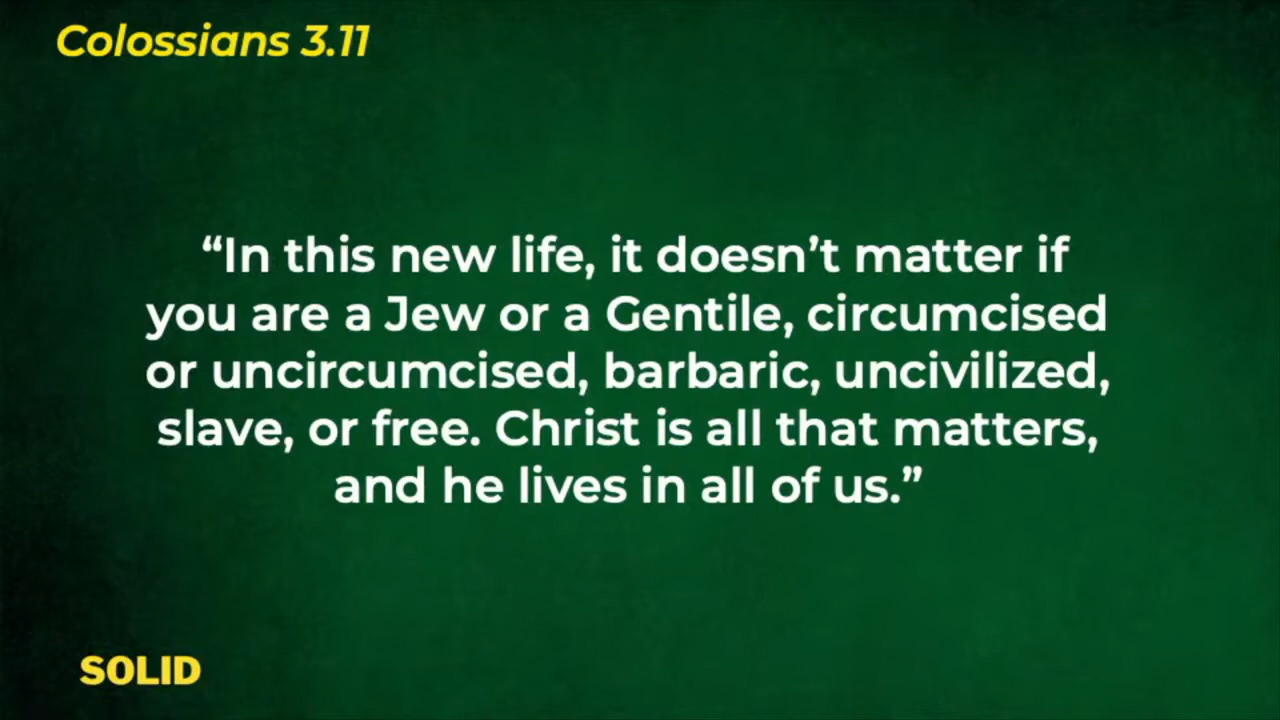 Colossians 3.11
“In this new life, it doesn’t matter if
you are a Jew or a Gentile, circumcised
or uncircumcised, barbaric, uncivilized,
slave, or free. Christ is all that matters,
and he lives in all of us.”
SOLID